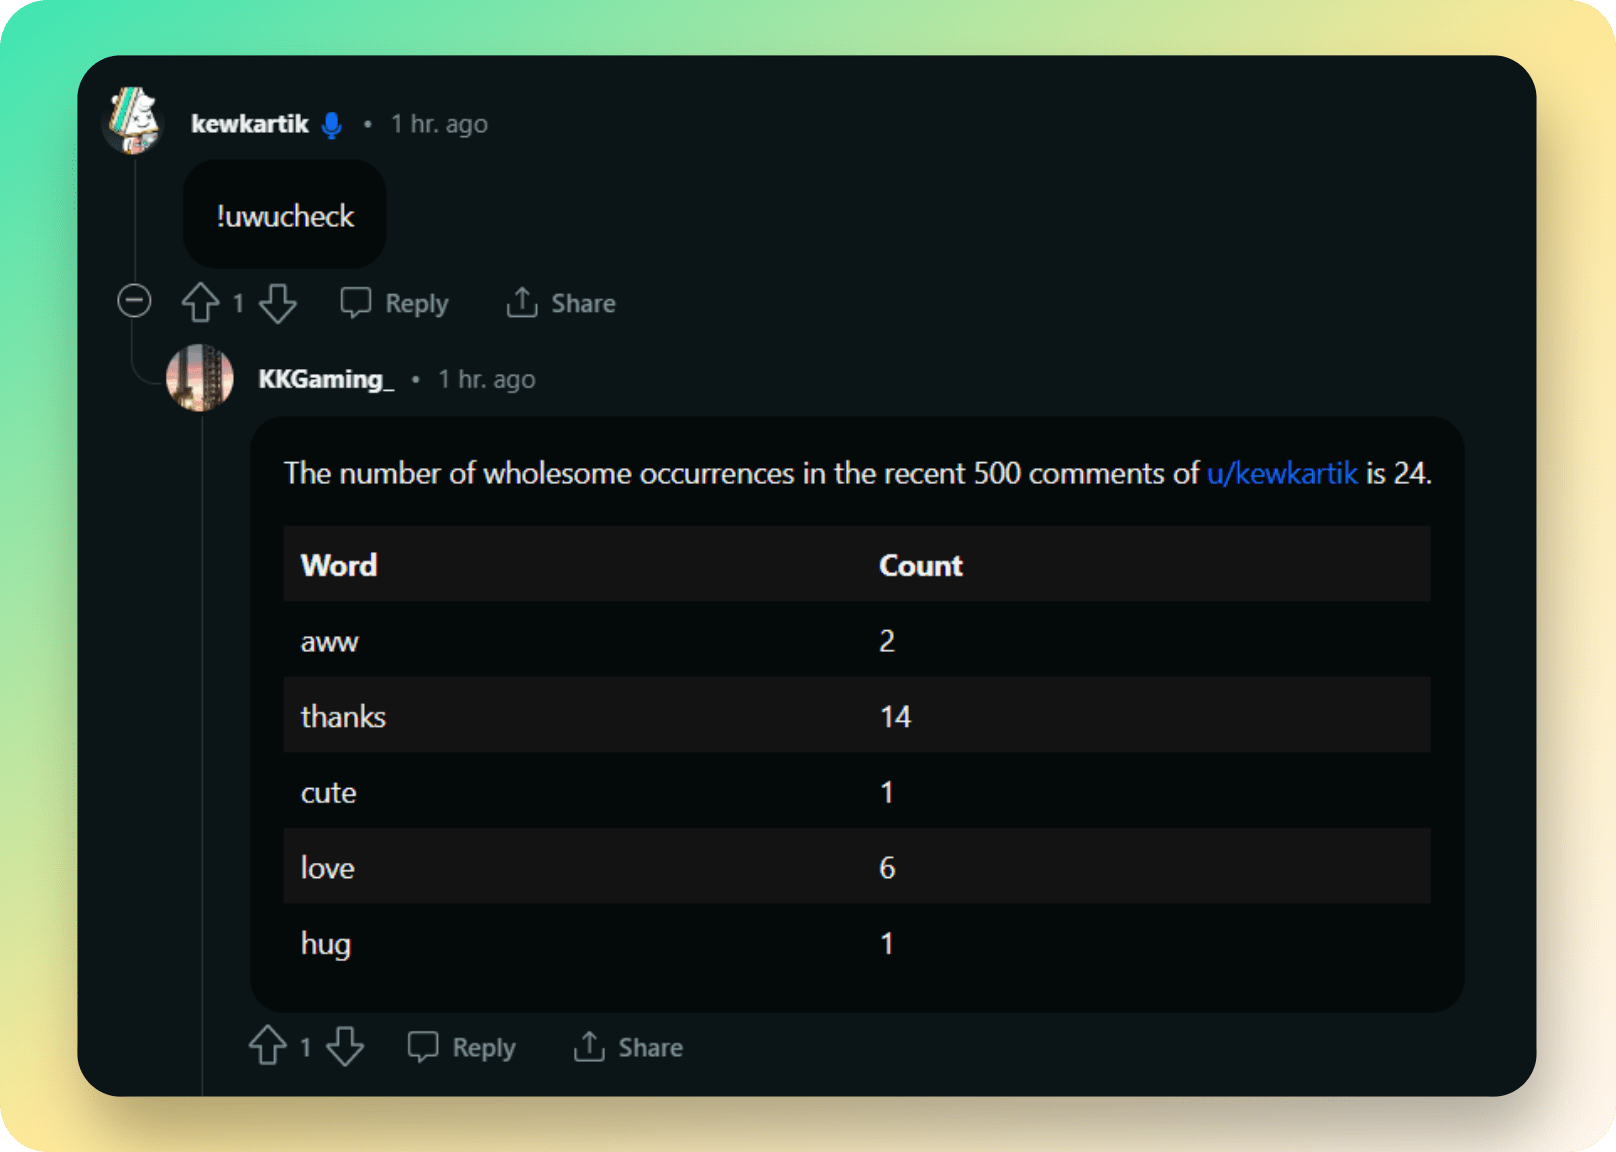 kewkartik • 1 hr. ago
!uwucheck
1 Reply Share
KKGaming_ • 1 hr. ago
The number of wholesome occurrences in the recent 500 comments of u/kewkartik is 24.
Word Count
aww 2
thanks 14
cute 1
love 6
hug 1
1 Reply Share